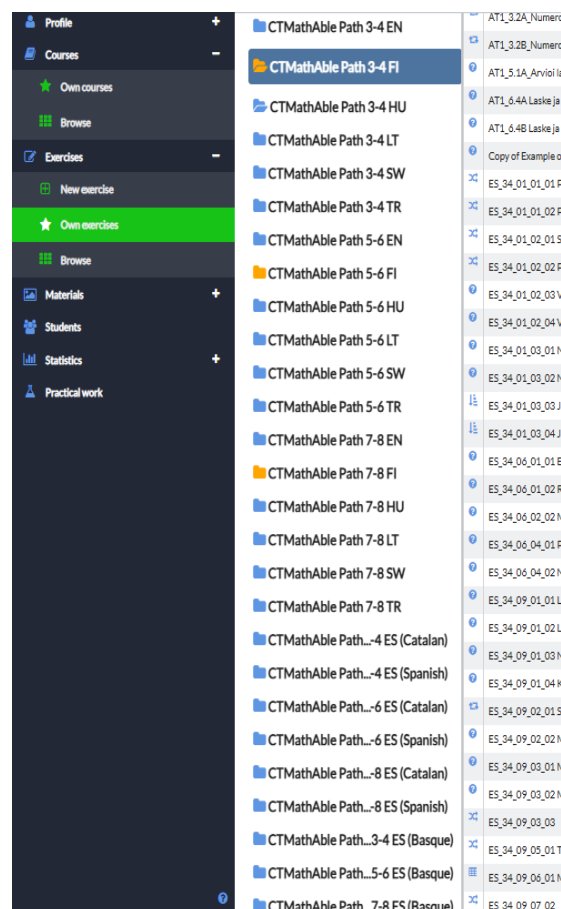 Profile
Courses
Own courses
Browse
Exercises
New exercise
Own exercises
Browse
Materials
Students
Statistics
Practical work
CTMathAble Path 3-4 EN
CTMathAble Path 3-4 FI
CTMathAble Path 3-4 HU
CTMathAble Path 3-4 LT
CTMathAble Path 3-4 SW
CTMathAble Path 3-4 TR
CTMathAble Path 5-6 EN
CTMathAble Path 5-6 FI
CTMathAble Path 5-6 HU
CTMathAble Path 5-6 LT
CTMathAble Path 5-6 SW
CTMathAble Path 5-6 TR
CTMathAble Path 7-8 EN
CTMathAble Path 7-8 FI
CTMathAble Path 7-8 HU
CTMathAble Path 7-8 LT
CTMathAble Path 7-8 SW
CTMathAble Path 7-8 TR
CTMathAble Path...-4 ES (Catalan)
CTMathAble Path...-4 ES (Spanish)
CTMathAble Path...-6 ES (Catalan)
CTMathAble Path...-6 ES (Spanish)
CTMathAble Path...-8 ES (Catalan)
CTMathAble Path...-8 ES (Spanish)
CTMathAble Path...3-4 ES (Basque)
CTMathAble Path...5-6 ES (Basque)
CTMathAble Path...7-8 ES (Basque)
AT1_3.2A_Numero
AT1_3.2B_Numero
AT1_5.1A_Arvioi la
AT1_6.4A Laske ja
AT1_6.4B Laske ja
Copy of Example o
ES_34_01_01_01 P
ES_34_01_01_02 P
ES_34_01_02_01 S
ES_34_01_02_02 P
ES_34_01_02_03 V
ES_34_01_02_04 V
ES_34_01_03_01 N
ES_34_01_03_02 N
ES_34_01_03_03 J
ES_34_01_03_04 J
ES_34_06_01_01 E
ES_34_06_01_02 R
ES_34_06_02_02 N
ES_34_06_04_01 P
ES_34_06_04_02 N
ES_34_09_01_01 L
ES_34_09_01_02 L
ES_34_09_01_03 N
ES_34_09_01_04 K
ES_34_09_02_01 S
ES_34_09_02_02 N
ES_34_09_03_01 N
ES_34_09_03_02 N
ES_34_09_03_03
ES_34_09_05_01 T
ES_34_09_06_01 N
ES_34_09_07_02